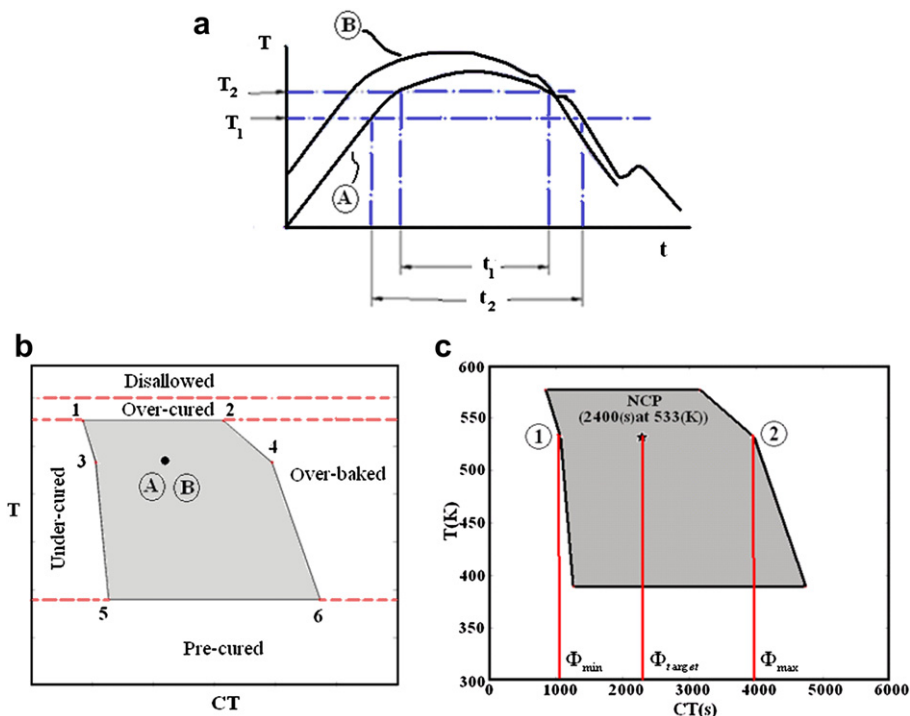 a
B
T
T₂
T₁
A
t
t₁
t₂
b
Disallowed
1
Over-cured
2
3
4
A B
Over-baked
T
Under-cured
5
6
Pre-cured
CT
c
600
NCP
(2400(s)at 533(K))
1
2
550
500
T(K)
450
400
350
Φmin
Φtarget
Φmax
300
0 1000 2200 3000 4000 5000 6000
CT(s)